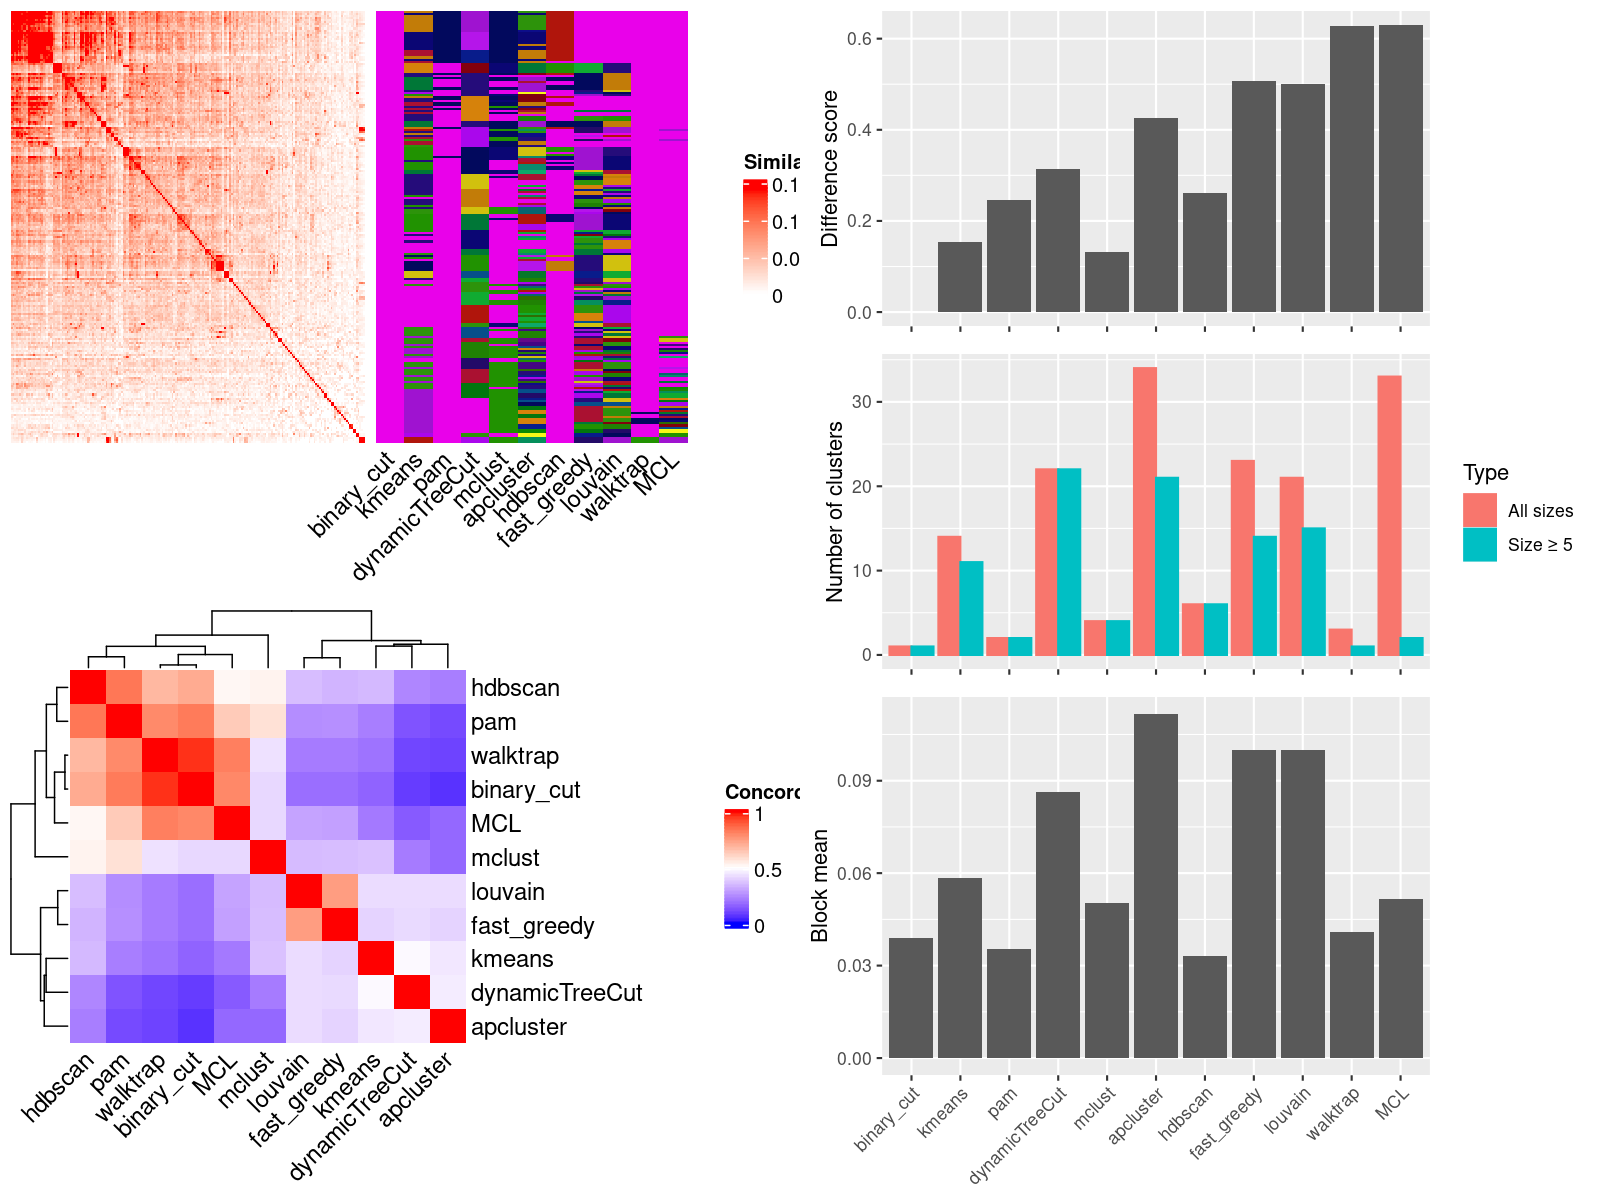 Simila
0.1
0.1
0.0
0
binary_cut
kmeans
pam
dynamicTreeCut
mclust
apcluster
hdbscan
fast_greedy
louvain
walktrap
MCL
hdbscan
pam
walktrap
binary_cut
MCL
mclust
louvain
fast_greedy
kmeans
dynamicTreeCut
apcluster
hdbscan
pam
walktrap
binary_cut
MCL
mclust
louvain
fast_greedy
kmeans
dynamicTreeCut
apcluster
Concord
1
0.5
0
Difference score
0.6
0.4
0.2
0.0
Number of clusters
30
20
10
0
Type
All sizes
Size ≥ 5
Block mean
0.09
0.06
0.03
0.00
binary_cut
kmeans
pam
dynamicTreeCut
mclust
apcluster
hdbscan
fast_greedy
louvain
walktrap
MCL